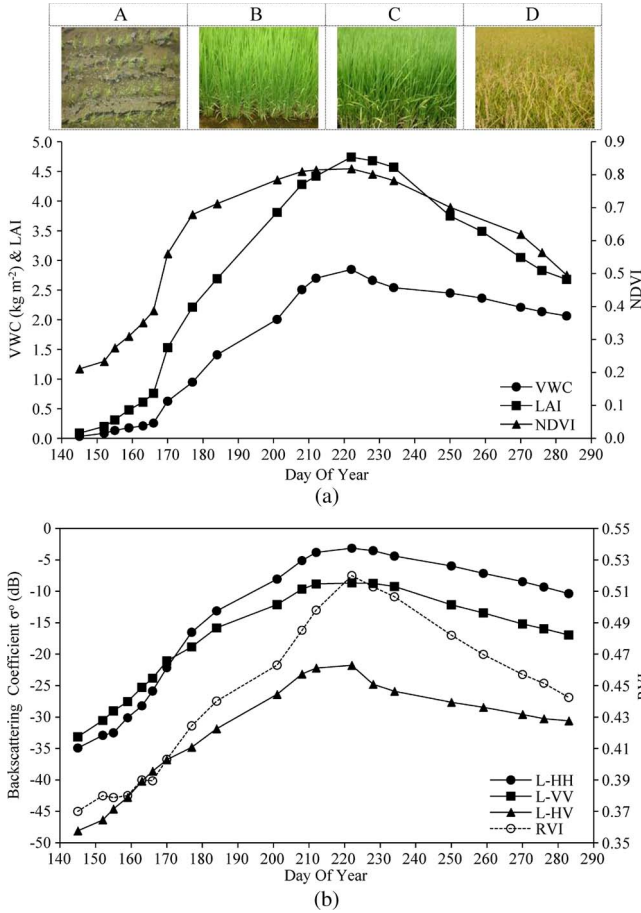 A B C D
5.0
4.5
4.0
3.5
3.0
2.5
2.0
1.5
1.0
0.5
0.0
VWC (kg m-2) & LAI
0.9
0.8
0.7
0.6
0.5
0.4
0.3
0.2
0.1
0.0
NDVI
VWC
LAI
NDVI
140 150 160 170 180 190 200 210 220 230 240 250 260 270 280 290
Day Of Year
(a)
0
-5
-10
-15
-20
-25
-30
-35
-40
-45
-50
Backscattering Coefficient σo (dB)
0.55
0.53
0.51
0.49
0.47
0.45
0.43
0.41
0.39
0.37
0.35
RVI
L-HH
L-VV
L-HV
RVI
140 150 160 170 180 190 200 210 220 230 240 250 260 270 280 290
Day Of Year
(b)